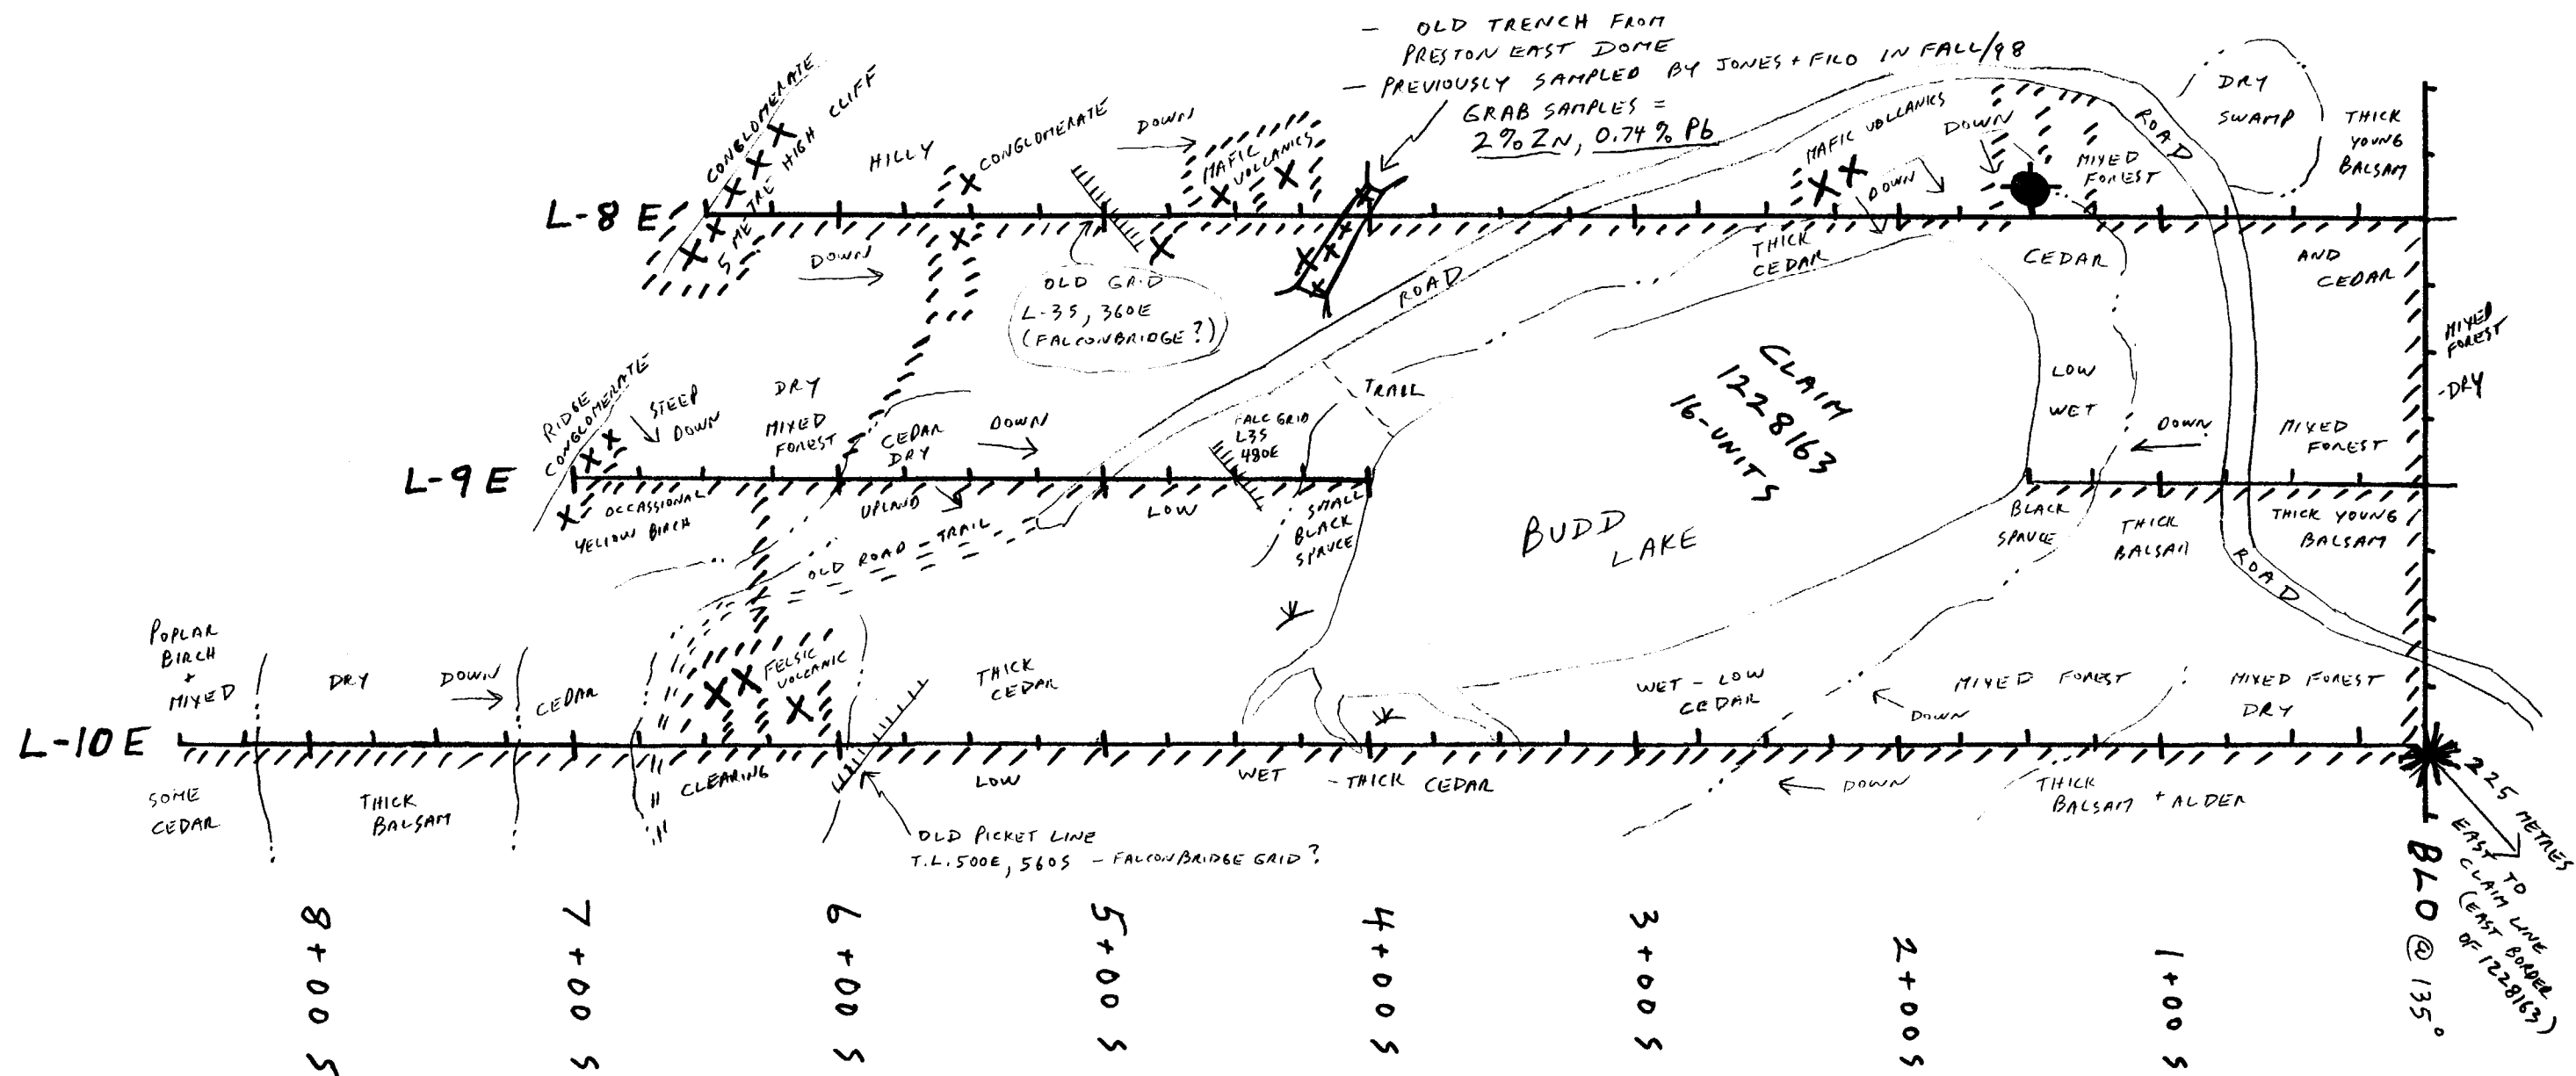 - OLD TRENCH FROM
PRESTON EAST DOME
- PREVIOUSLY SAMPLED BY JONES + FILO IN FALL/98
GRAB SAMPLES =
2% ZN, 0.74% Pb
CONGLOMERATE
5 METRE HIGH CLIFF
HILLY
CONGLOMERATE
DOWN
MAFIC
VOLCANICS
MAFIC VOLCANICS
DOWN
DOWN
MIXED
FOREST
ROAD
DRY
SWAMP
THICK
YOUNG
BALSAM
L-8 E
DOWN
OLD GRID
L-3S, 360E
(FALCONBRIDGE?)
ROAD
THICK
CEDAR
CEDAR
AND
CEDAR
MIXED
FOREST
-DRY
RIDGE
CONGLOMERATE
STEEP
DOWN
DRY
MIXED
FOREST
CEDAR
DRY
DOWN
FALC GRID
L3S
480E
TRAIL
CLAIM
1228163
16-UNITS
LOW
WET
DOWN
MIXED
FOREST
L-9 E
OCCASSIONAL
YELLOW BIRCH
UPLAND
LOW
SMALL
BLACK
SPRUCE
BUDD
LAKE
BLACK
SPRUCE
THICK
BALSAM
THICK YOUNG
BALSAM
ROAD
OLD ROAD - TRAIL
POPLAR
BIRCH
+
MIXED
DRY
DOWN
CEDAR
FELSIC
VOLCANIC
THICK
CEDAR
WET - LOW
CEDAR
DOWN
MIXED FOREST
MIXED FOREST
DRY
L-10 E
SOME
CEDAR
THICK
BALSAM
CLEARING
LOW
WET
- THICK CEDAR
DOWN
THICK
BALSAM + ALDER
OLD PICKET LINE
T.L. 500E, 560S - FALCONBRIDGE GRID?
225 METRES
EAST TO
CLAIM LINE
(EAST BORDER
OF 1228163)
8+00 S
7+00 S
6+00 S
5+00 S
4+00 S
3+00 S
2+00 S
1+00 S
BLO @ 135°